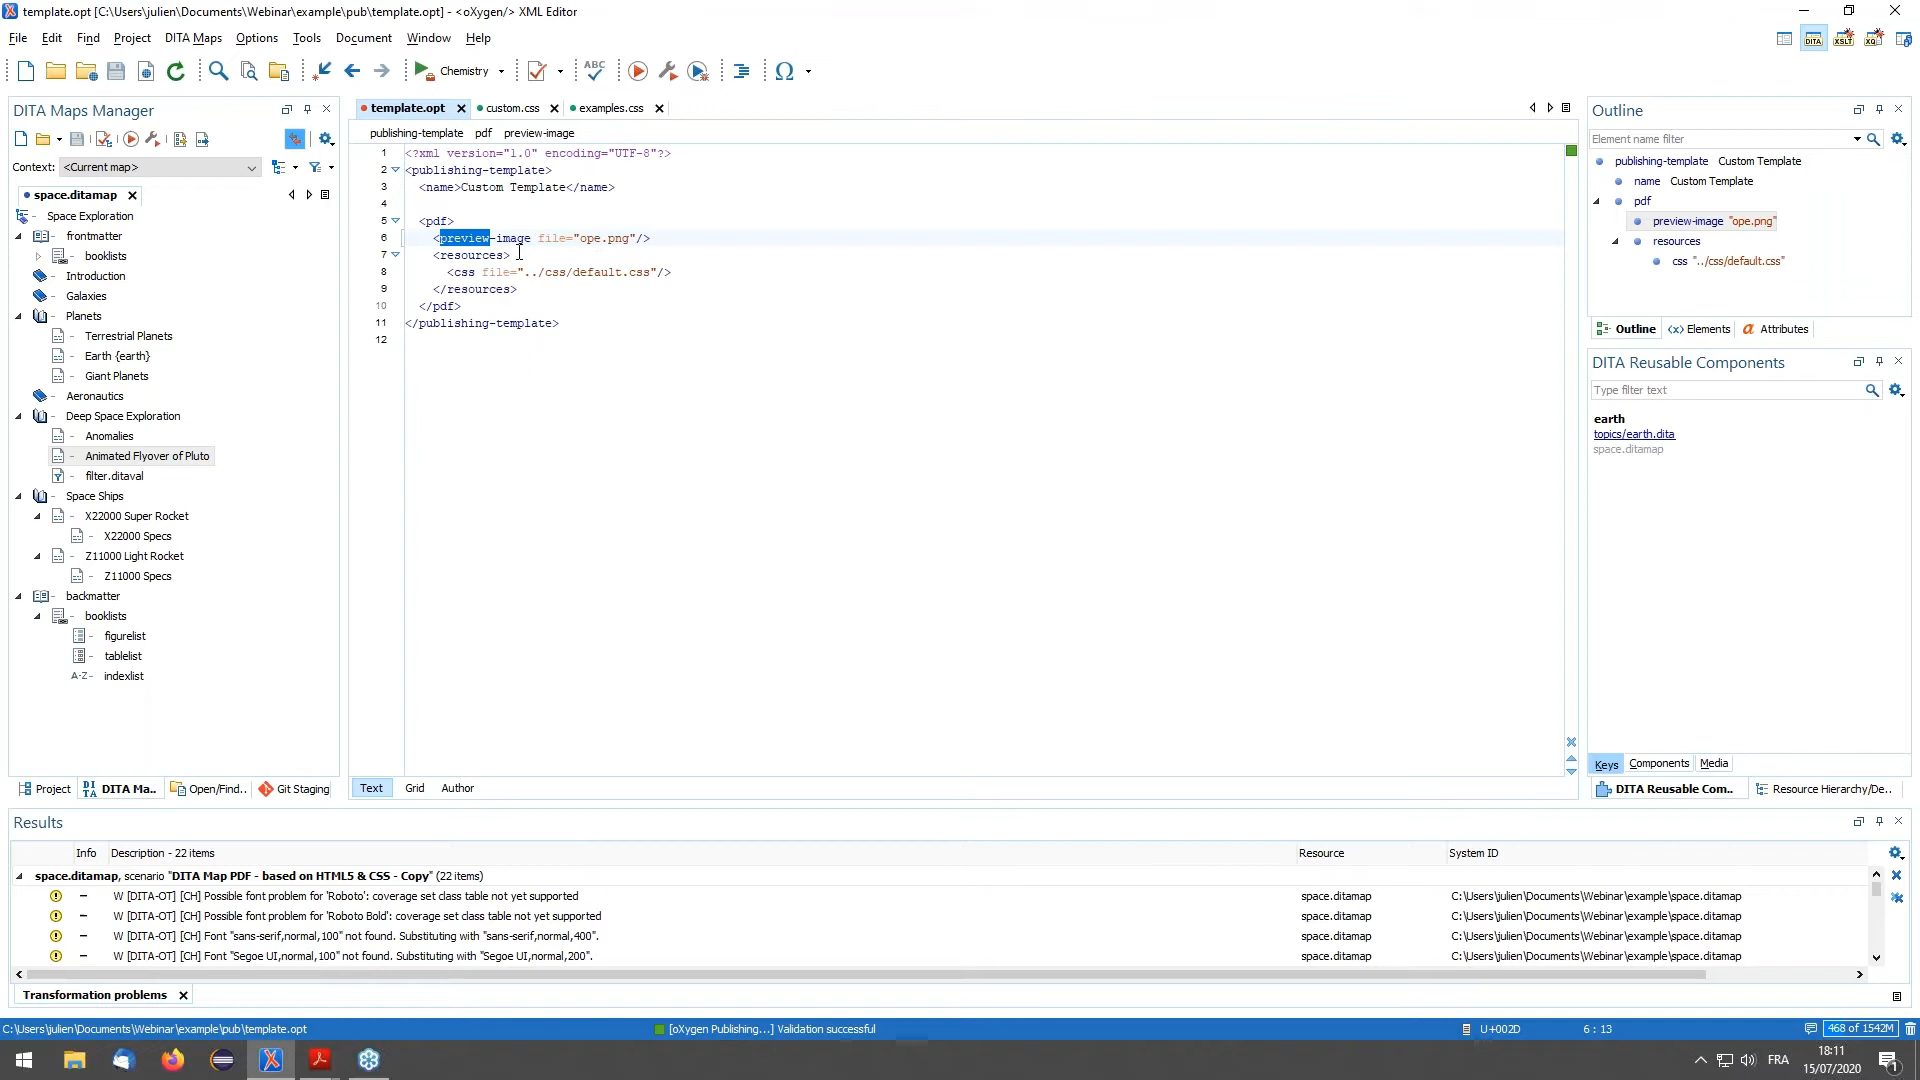 template.opt [C:\Users\julien\Documents\Webinar\example\pub\template.opt] - <oXygen/> XML Editor
File Edit Find Project DITA Maps Options Tools Document Window Help
DITA XSLT XQ
Chemistry ABC
DITA Maps Manager
Context: <Current map>
space.ditamap
Space Exploration
frontmatter
booklists
Introduction
Galaxies
Planets
Terrestrial Planets
Earth {earth}
Giant Planets
Aeronautics
Deep Space Exploration
Anomalies
Animated Flyover of Pluto
filter.ditaval
Space Ships
X22000 Super Rocket
X22000 Specs
Z11000 Light Rocket
Z11000 Specs
backmatter
booklists
figurelist
tablelist
A-Z- indexlist
Project DITA Ma.. Open/Find.. Git Staging
template.opt custom.css examples.css
publishing-template pdf preview-image
1 <?xml version="1.0" encoding="UTF-8"?>
2 <publishing-template>
3 <name>Custom Template</name>
4
5 <pdf>
6 <preview-image file="ope.png"/>
7 <resources>
8 <css file="../css/default.css"/>
9 </resources>
10 </pdf>
11 </publishing-template>
12
Text Grid Author
Outline
Element name filter
publishing-template Custom Template
name Custom Template
pdf
preview-image "ope.png"
resources
css "../css/default.css"
Outline Elements Attributes
DITA Reusable Components
Type filter text
earth
topics/earth.dita
space.ditamap
Keys Components Media
DITA Reusable Com.. Resource Hierarchy/De..
Results
Info Description - 22 items Resource System ID
space.ditamap, scenario "DITA Map PDF - based on HTML5 & CSS - Copy" (22 items)
W [DITA-OT] [CH] Possible font problem for 'Roboto': coverage set class table not yet supported space.ditamap C:\Users\julien\Documents\Webinar\example\space.ditamap
W [DITA-OT] [CH] Possible font problem for 'Roboto Bold': coverage set class table not yet supported space.ditamap C:\Users\julien\Documents\Webinar\example\space.ditamap
W [DITA-OT] [CH] Font "sans-serif,normal,100" not found. Substituting with "sans-serif,normal,400". space.ditamap C:\Users\julien\Documents\Webinar\example\space.ditamap
W [DITA-OT] [CH] Font "Segoe UI,normal,100" not found. Substituting with "Segoe UI,normal,200". space.ditamap C:\Users\julien\Documents\Webinar\example\space.ditamap
Transformation problems
C:\Users\julien\Documents\Webinar\example\pub\template.opt [oXygen Publishing...] Validation successful U+002D 6 : 13 468 of 1542M
FRA 18:11
15/07/2020 1